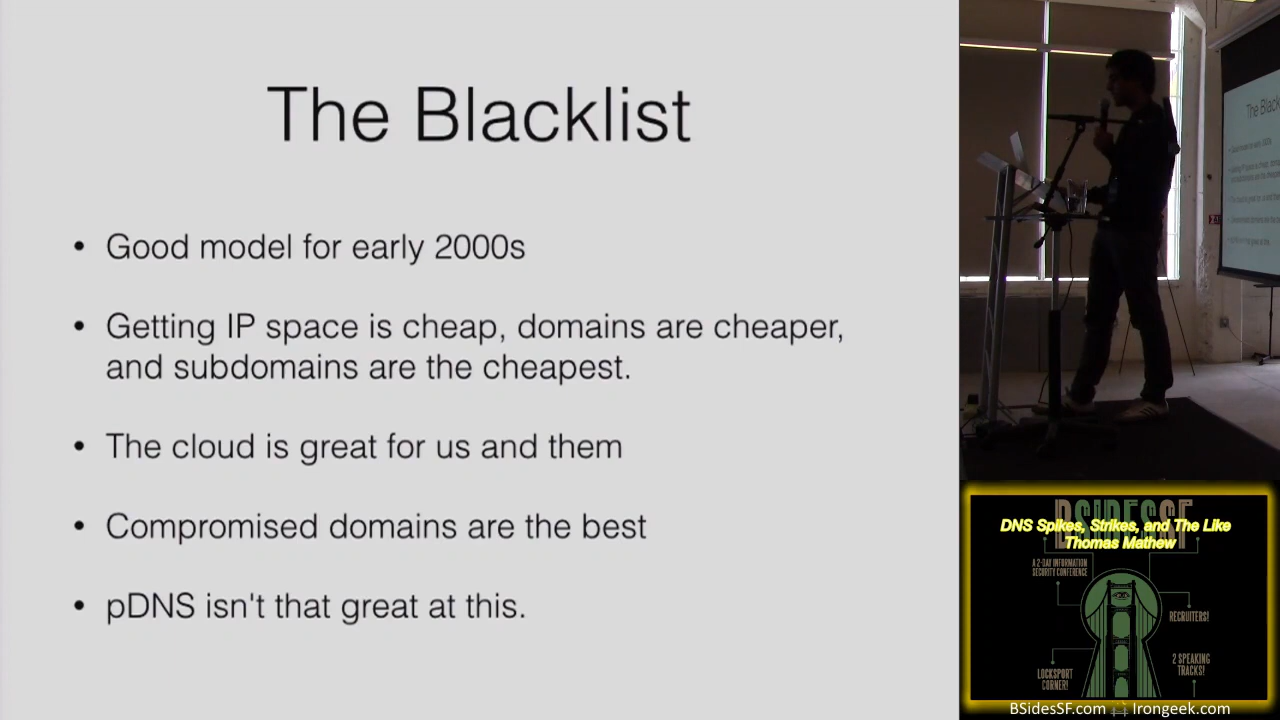 The Blacklist
• Good model for early 2000s
• Getting IP space is cheap, domains are cheaper,
and subdomains are the cheapest.
• The cloud is great for us and them
• Compromised domains are the best
• pDNS isn't that great at this.
The Blac
BSIDESSF
DNS Spikes, Strikes, and The Like
Thomas Mathew
A 2-DAY INFORMATION
SECURITY CONFERENCE
RECRUITERS!
LOCKSPORT
CORNER!
2 SPEAKING
TRACKS!
BSidesSF.com Irongeek.com